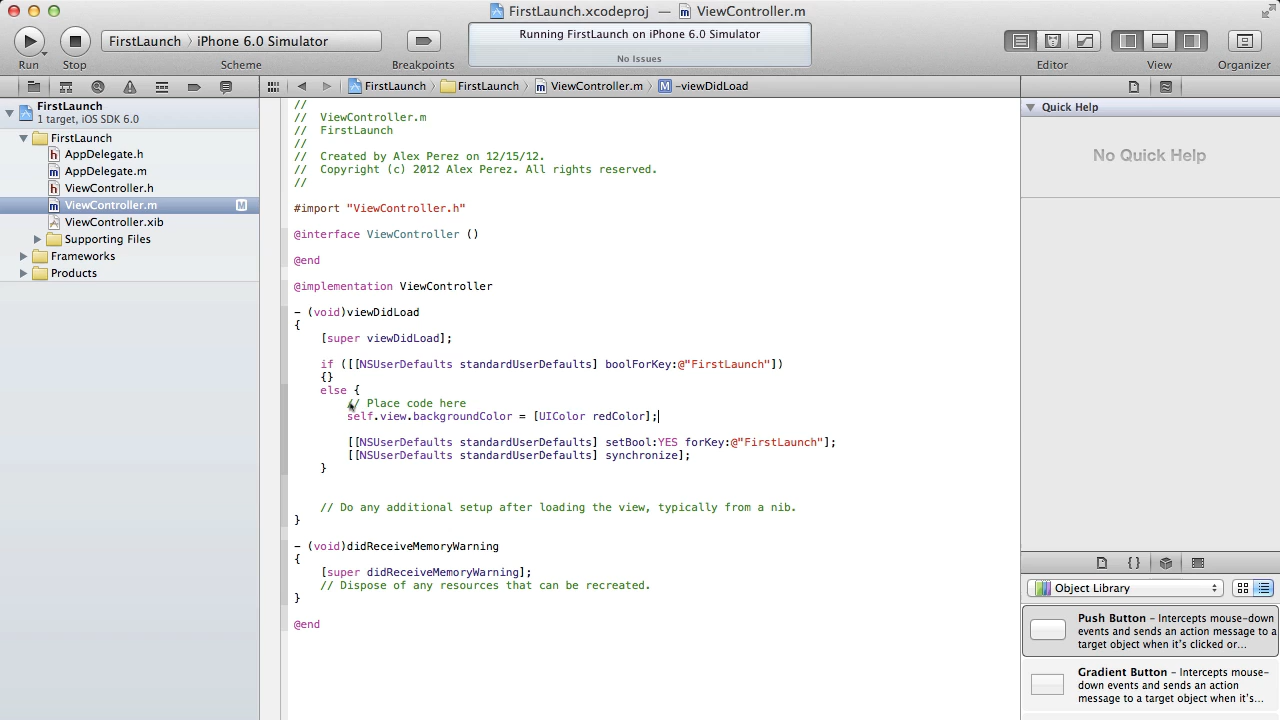 FirstLaunch.xcodeproj — ViewController.m
Run
Stop
FirstLaunch > iPhone 6.0 Simulator
Scheme
Breakpoints
Running FirstLaunch on iPhone 6.0 Simulator
No Issues
Editor
View
Organizer
FirstLaunch
FirstLaunch
ViewController.m
M -viewDidLoad
FirstLaunch
1 target, iOS SDK 6.0
FirstLaunch
h AppDelegate.h
m AppDelegate.m
h ViewController.h
m ViewController.m M
ViewController.xib
Supporting Files
Frameworks
Products
//
//  ViewController.m
//  FirstLaunch
//
//  Created by Alex Perez on 12/15/12.
//  Copyright (c) 2012 Alex Perez. All rights reserved.
//
#import "ViewController.h"
@interface ViewController ()
@end
@implementation ViewController
- (void)viewDidLoad
{
[super viewDidLoad];
if ([[NSUserDefaults standardUserDefaults] boolForKey:@"FirstLaunch"])
{}
else {
// Place code here
self.view.backgroundColor = [UIColor redColor];
[[NSUserDefaults standardUserDefaults] setBool:YES forKey:@"FirstLaunch"];
[[NSUserDefaults standardUserDefaults] synchronize];
}
// Do any additional setup after loading the view, typically from a nib.
}
- (void)didReceiveMemoryWarning
{
[super didReceiveMemoryWarning];
// Dispose of any resources that can be recreated.
}
@end
Quick Help
No Quick Help
{ }
Object Library
Push Button – Intercepts mouse-down
events and sends an action message to a
target object when it's clicked or...
Gradient Button – Intercepts mouse-
down events and sends an action
message to a target object when it's...